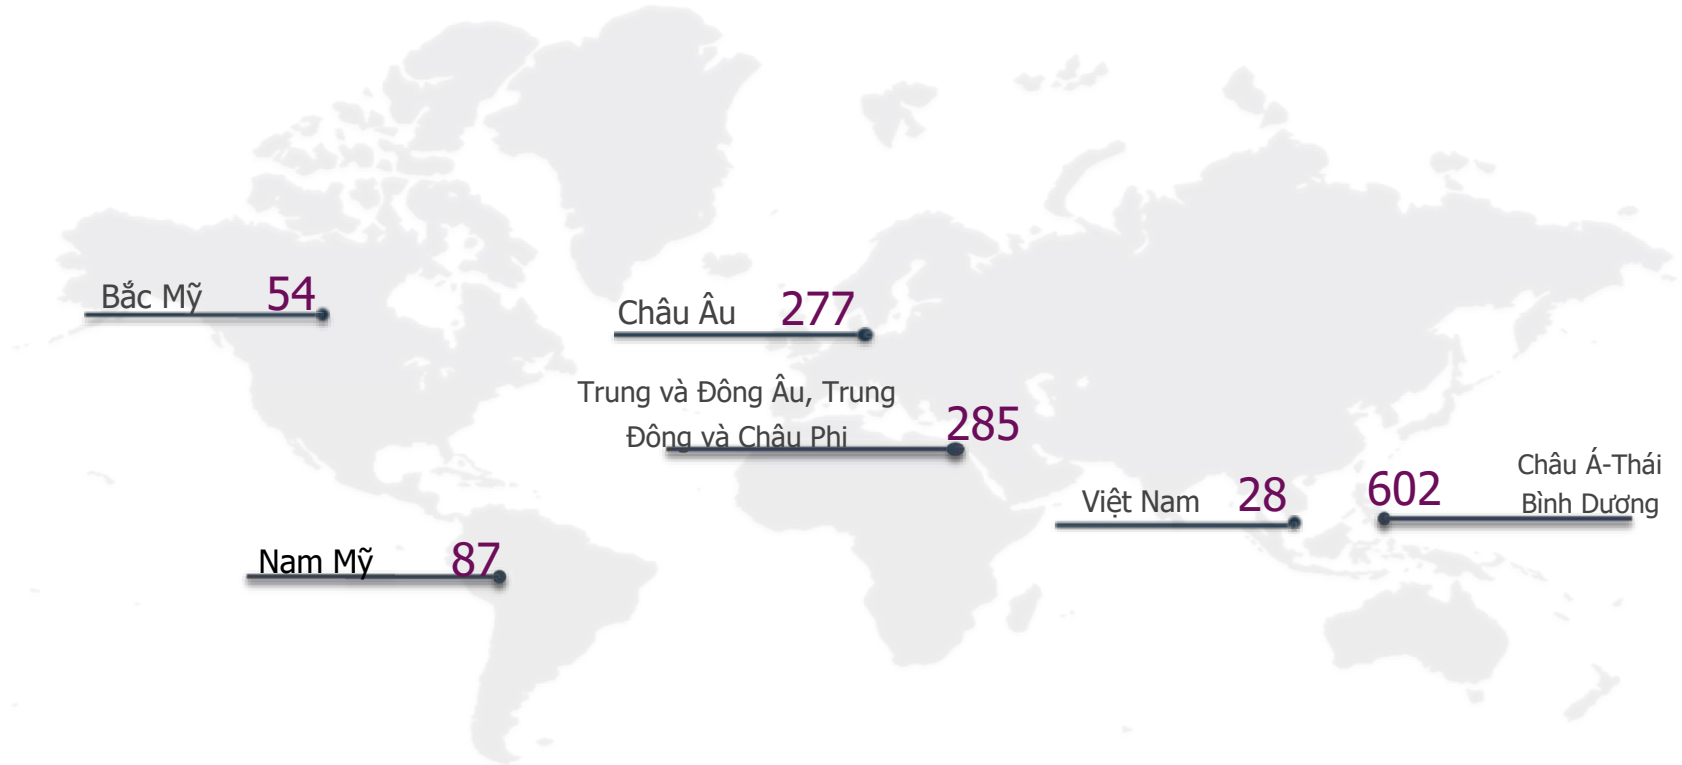 Bắc Mỹ 54
Châu Âu 277
Trung và Đông Âu, Trung
Đông và Châu Phi 285
Việt Nam 28
602 Châu Á-Thái
Bình Dương
Nam Mỹ 87